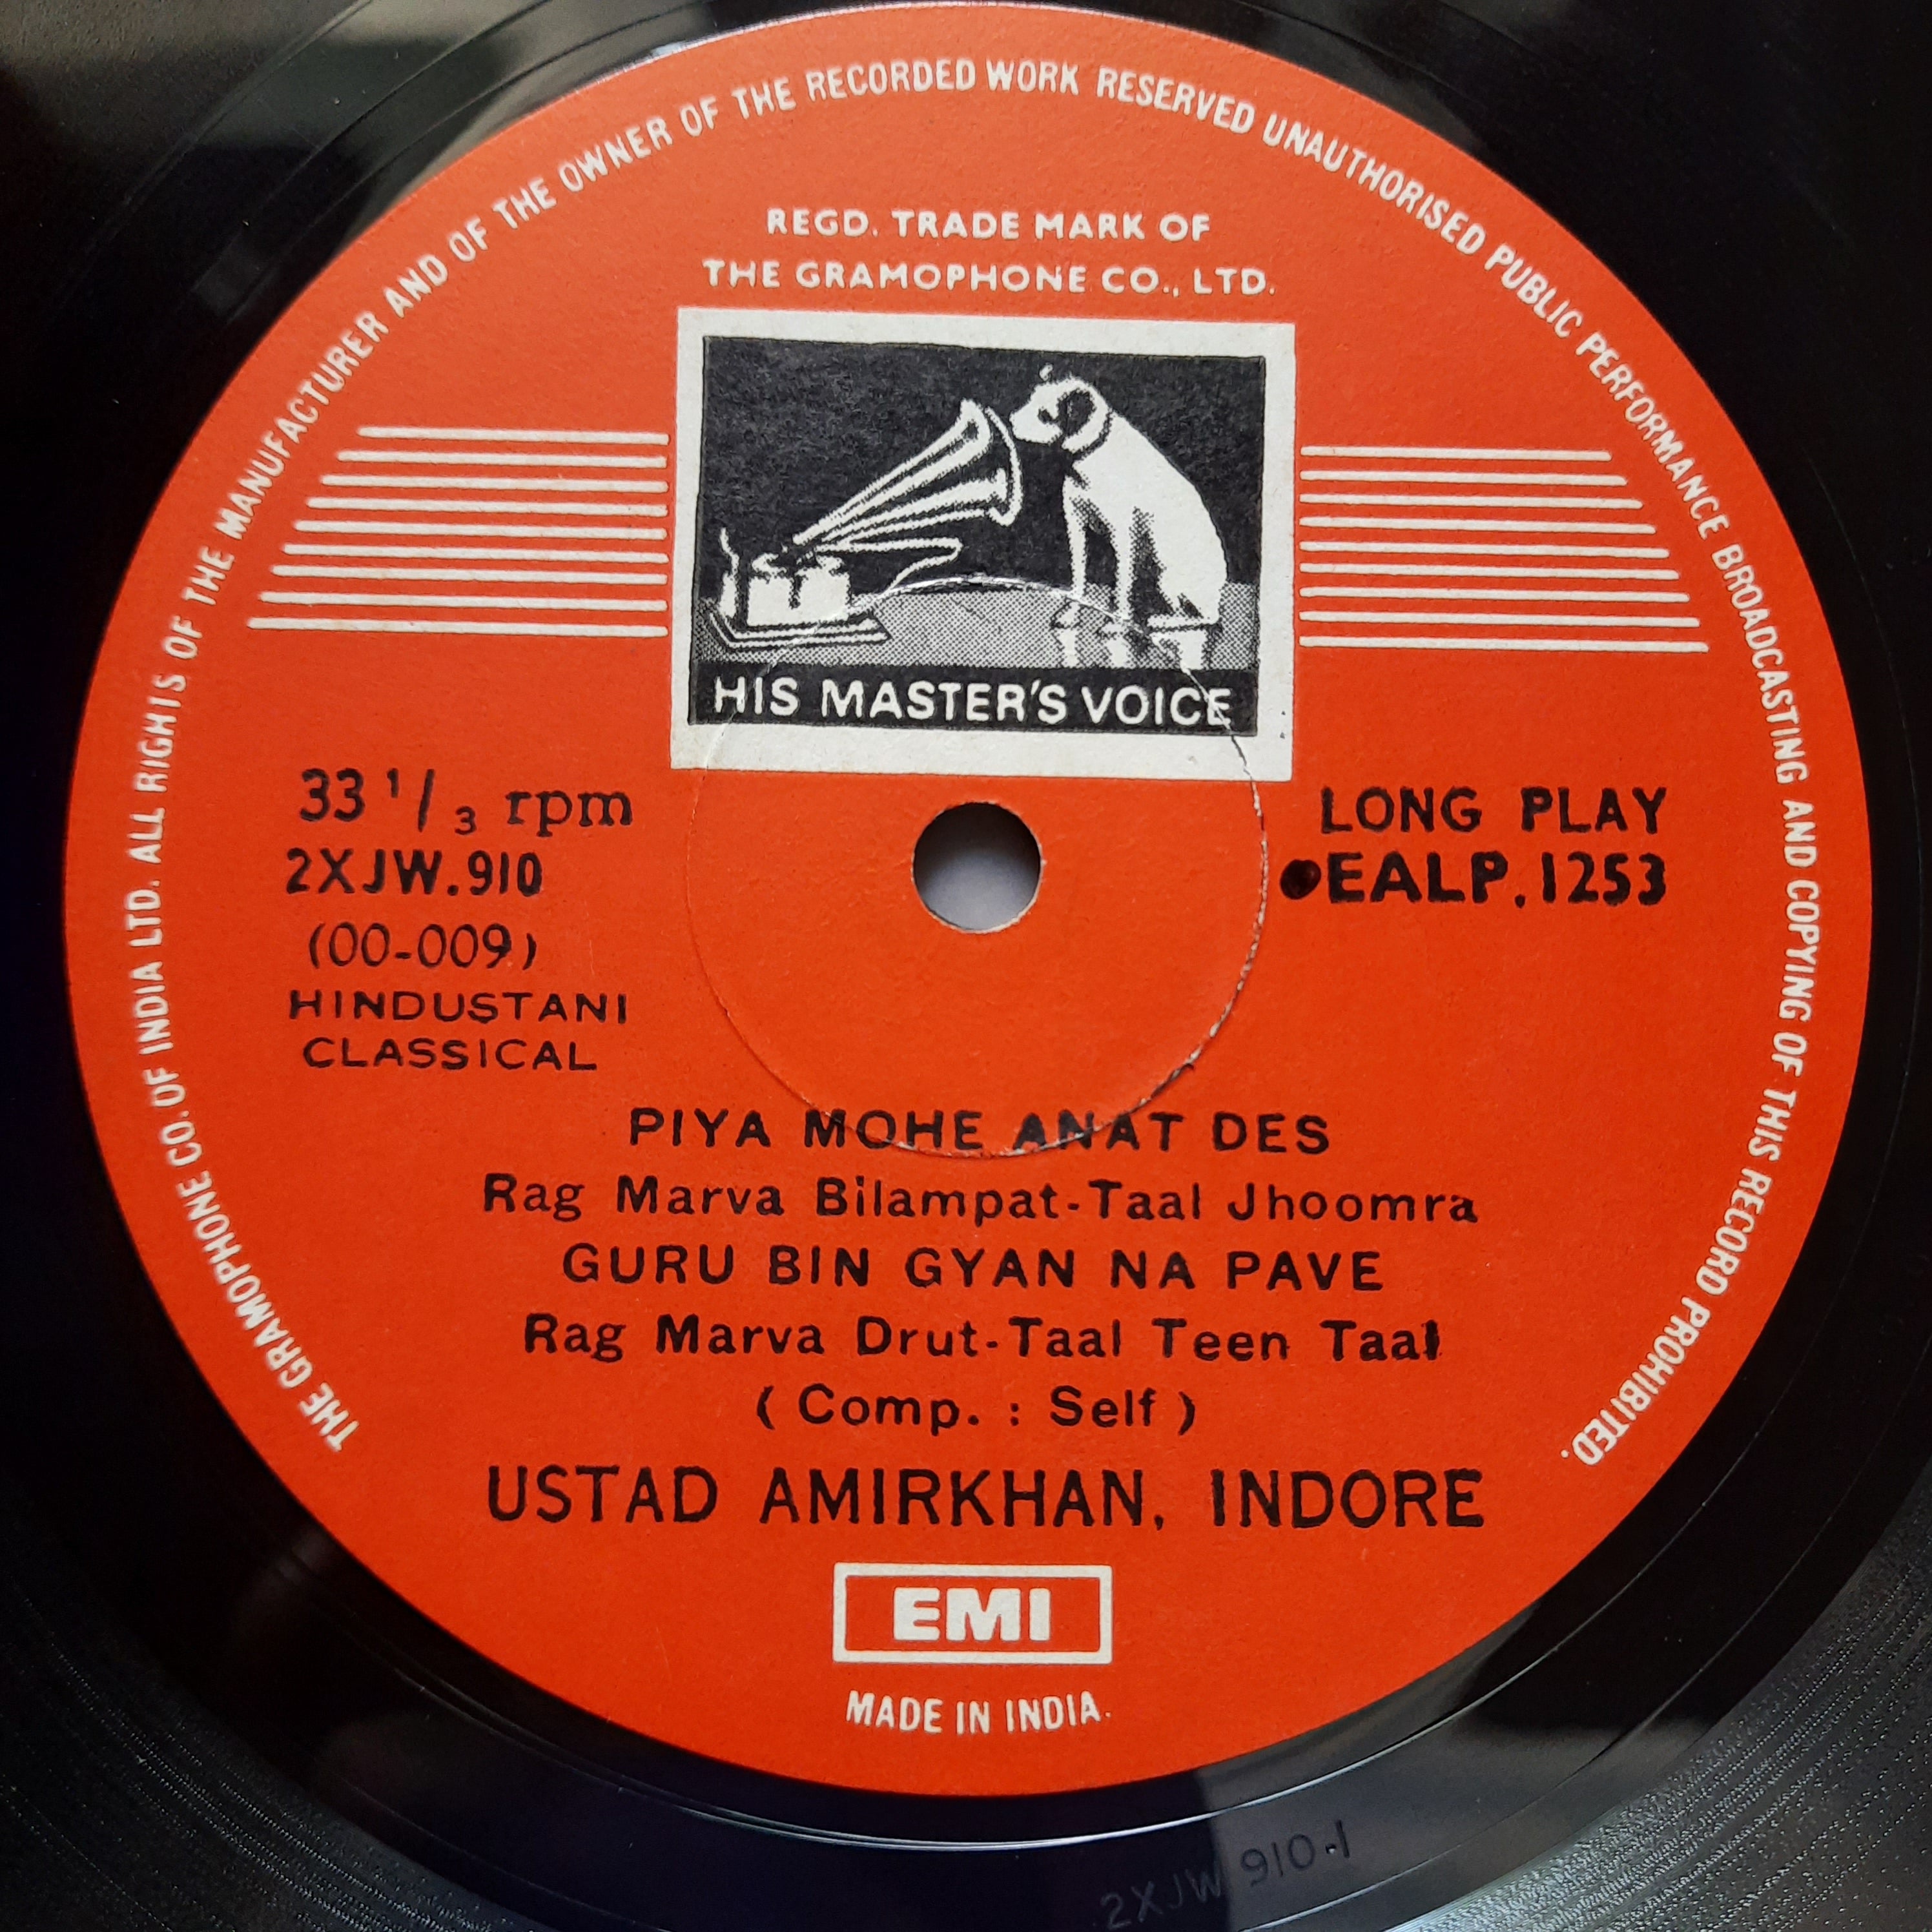 THE GRAMOPHONE CO. OF INDIA LTD. ALL RIGHTS OF THE MANUFACTURER AND OF THE OWNER OF THE RECORDED WORK RESERVED UNAUTHORISED PUBLIC PERFORMANCE BROADCASTING AND COPYING OF THIS RECORD PROHIBITED.
REGD. TRADE MARK OF
THE GRAMOPHONE CO., LTD.
HIS MASTER'S VOICE
33 1/3 rpm
2XJW.910
(00-009)
HINDUSTANI
CLASSICAL
LONG PLAY
EALP.1253
PIYA MOHE ANAT DES
Rag Marva Bilampat-Taal Jhoomra
GURU BIN GYAN NA PAVE
Rag Marva Drut-Taal Teen Taal
( Comp. : Self )
USTAD AMIRKHAN, INDORE
EMI
MADE IN INDIA.
2XJW 910-1